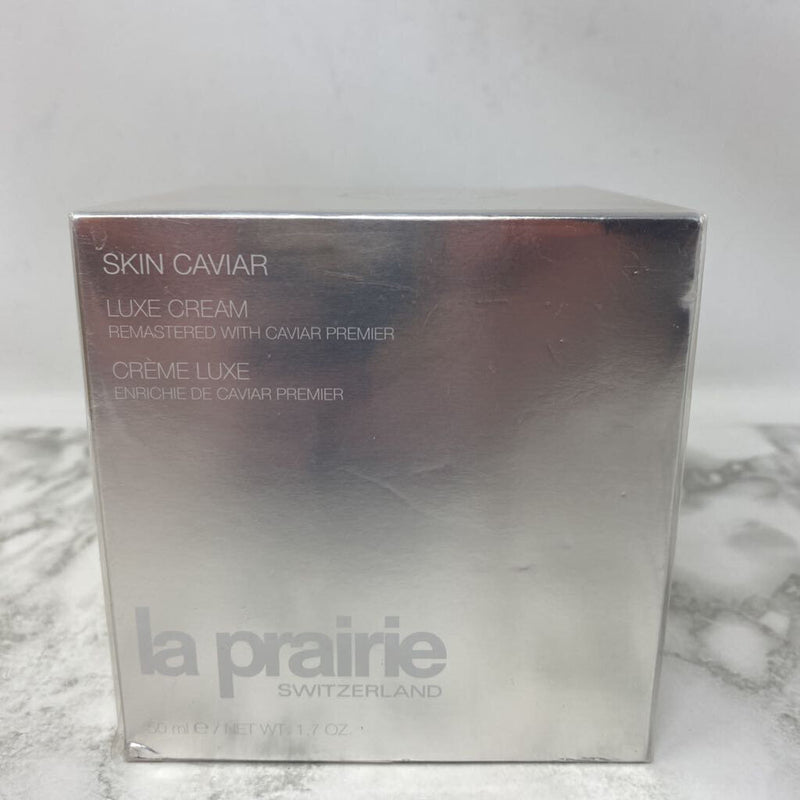 SKIN CAVIAR
LUXE CREAM
REMASTERED WITH CAVIAR PREMIER
CRÈME LUXE
ENRICHIE DE CAVIAR PREMIER
la prairie
SWITZERLAND
50 ml e / NET WT. 1.7 OZ.